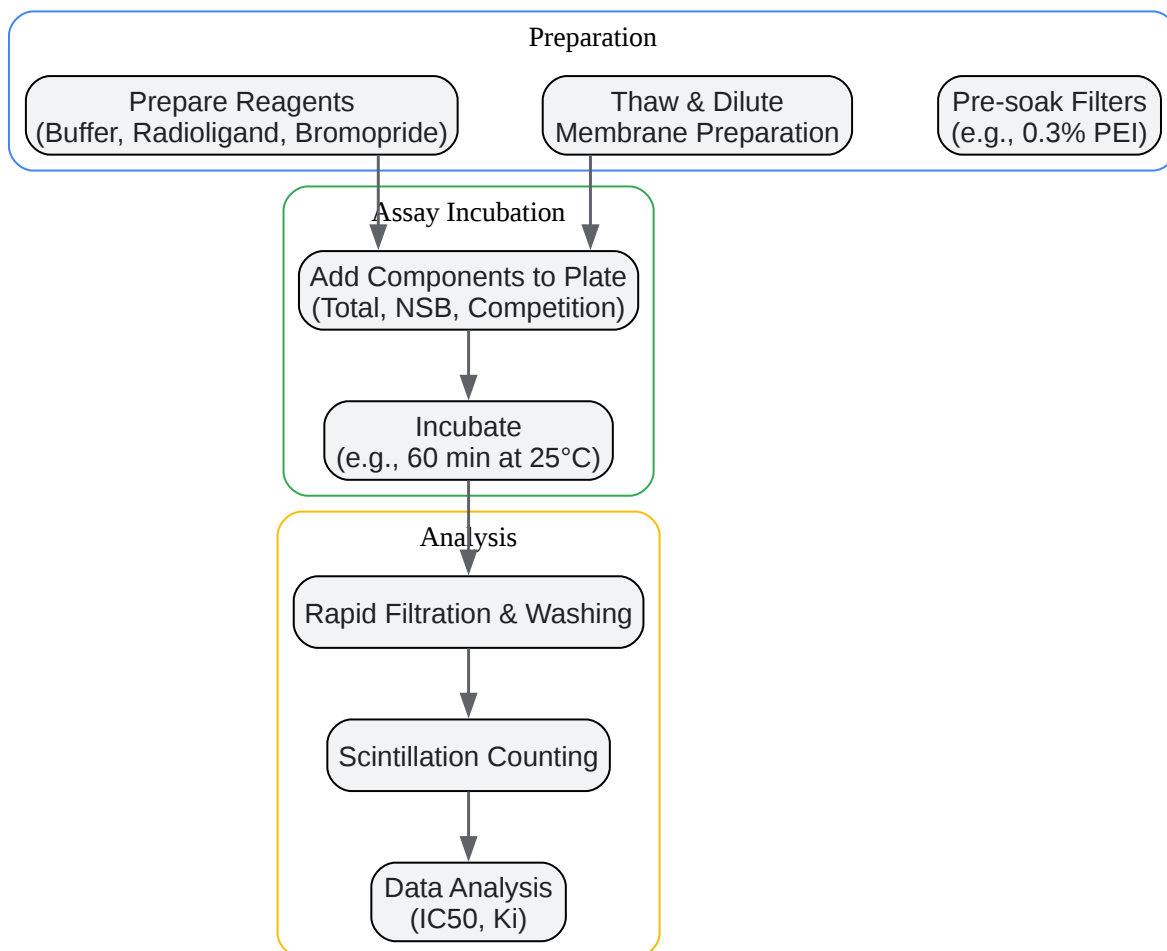 Preparation
Prepare Reagents
(Buffer, Radioligand, Bromopride)
Thaw & Dilute
Membrane Preparation
Pre-soak Filters
(e.g., 0.3% PEI)
Assay Incubation
Add Components to Plate
(Total, NSB, Competition)
Incubate
(e.g., 60 min at 25°C)
Analysis
Rapid Filtration & Washing
Scintillation Counting
Data Analysis
(IC50, Ki)